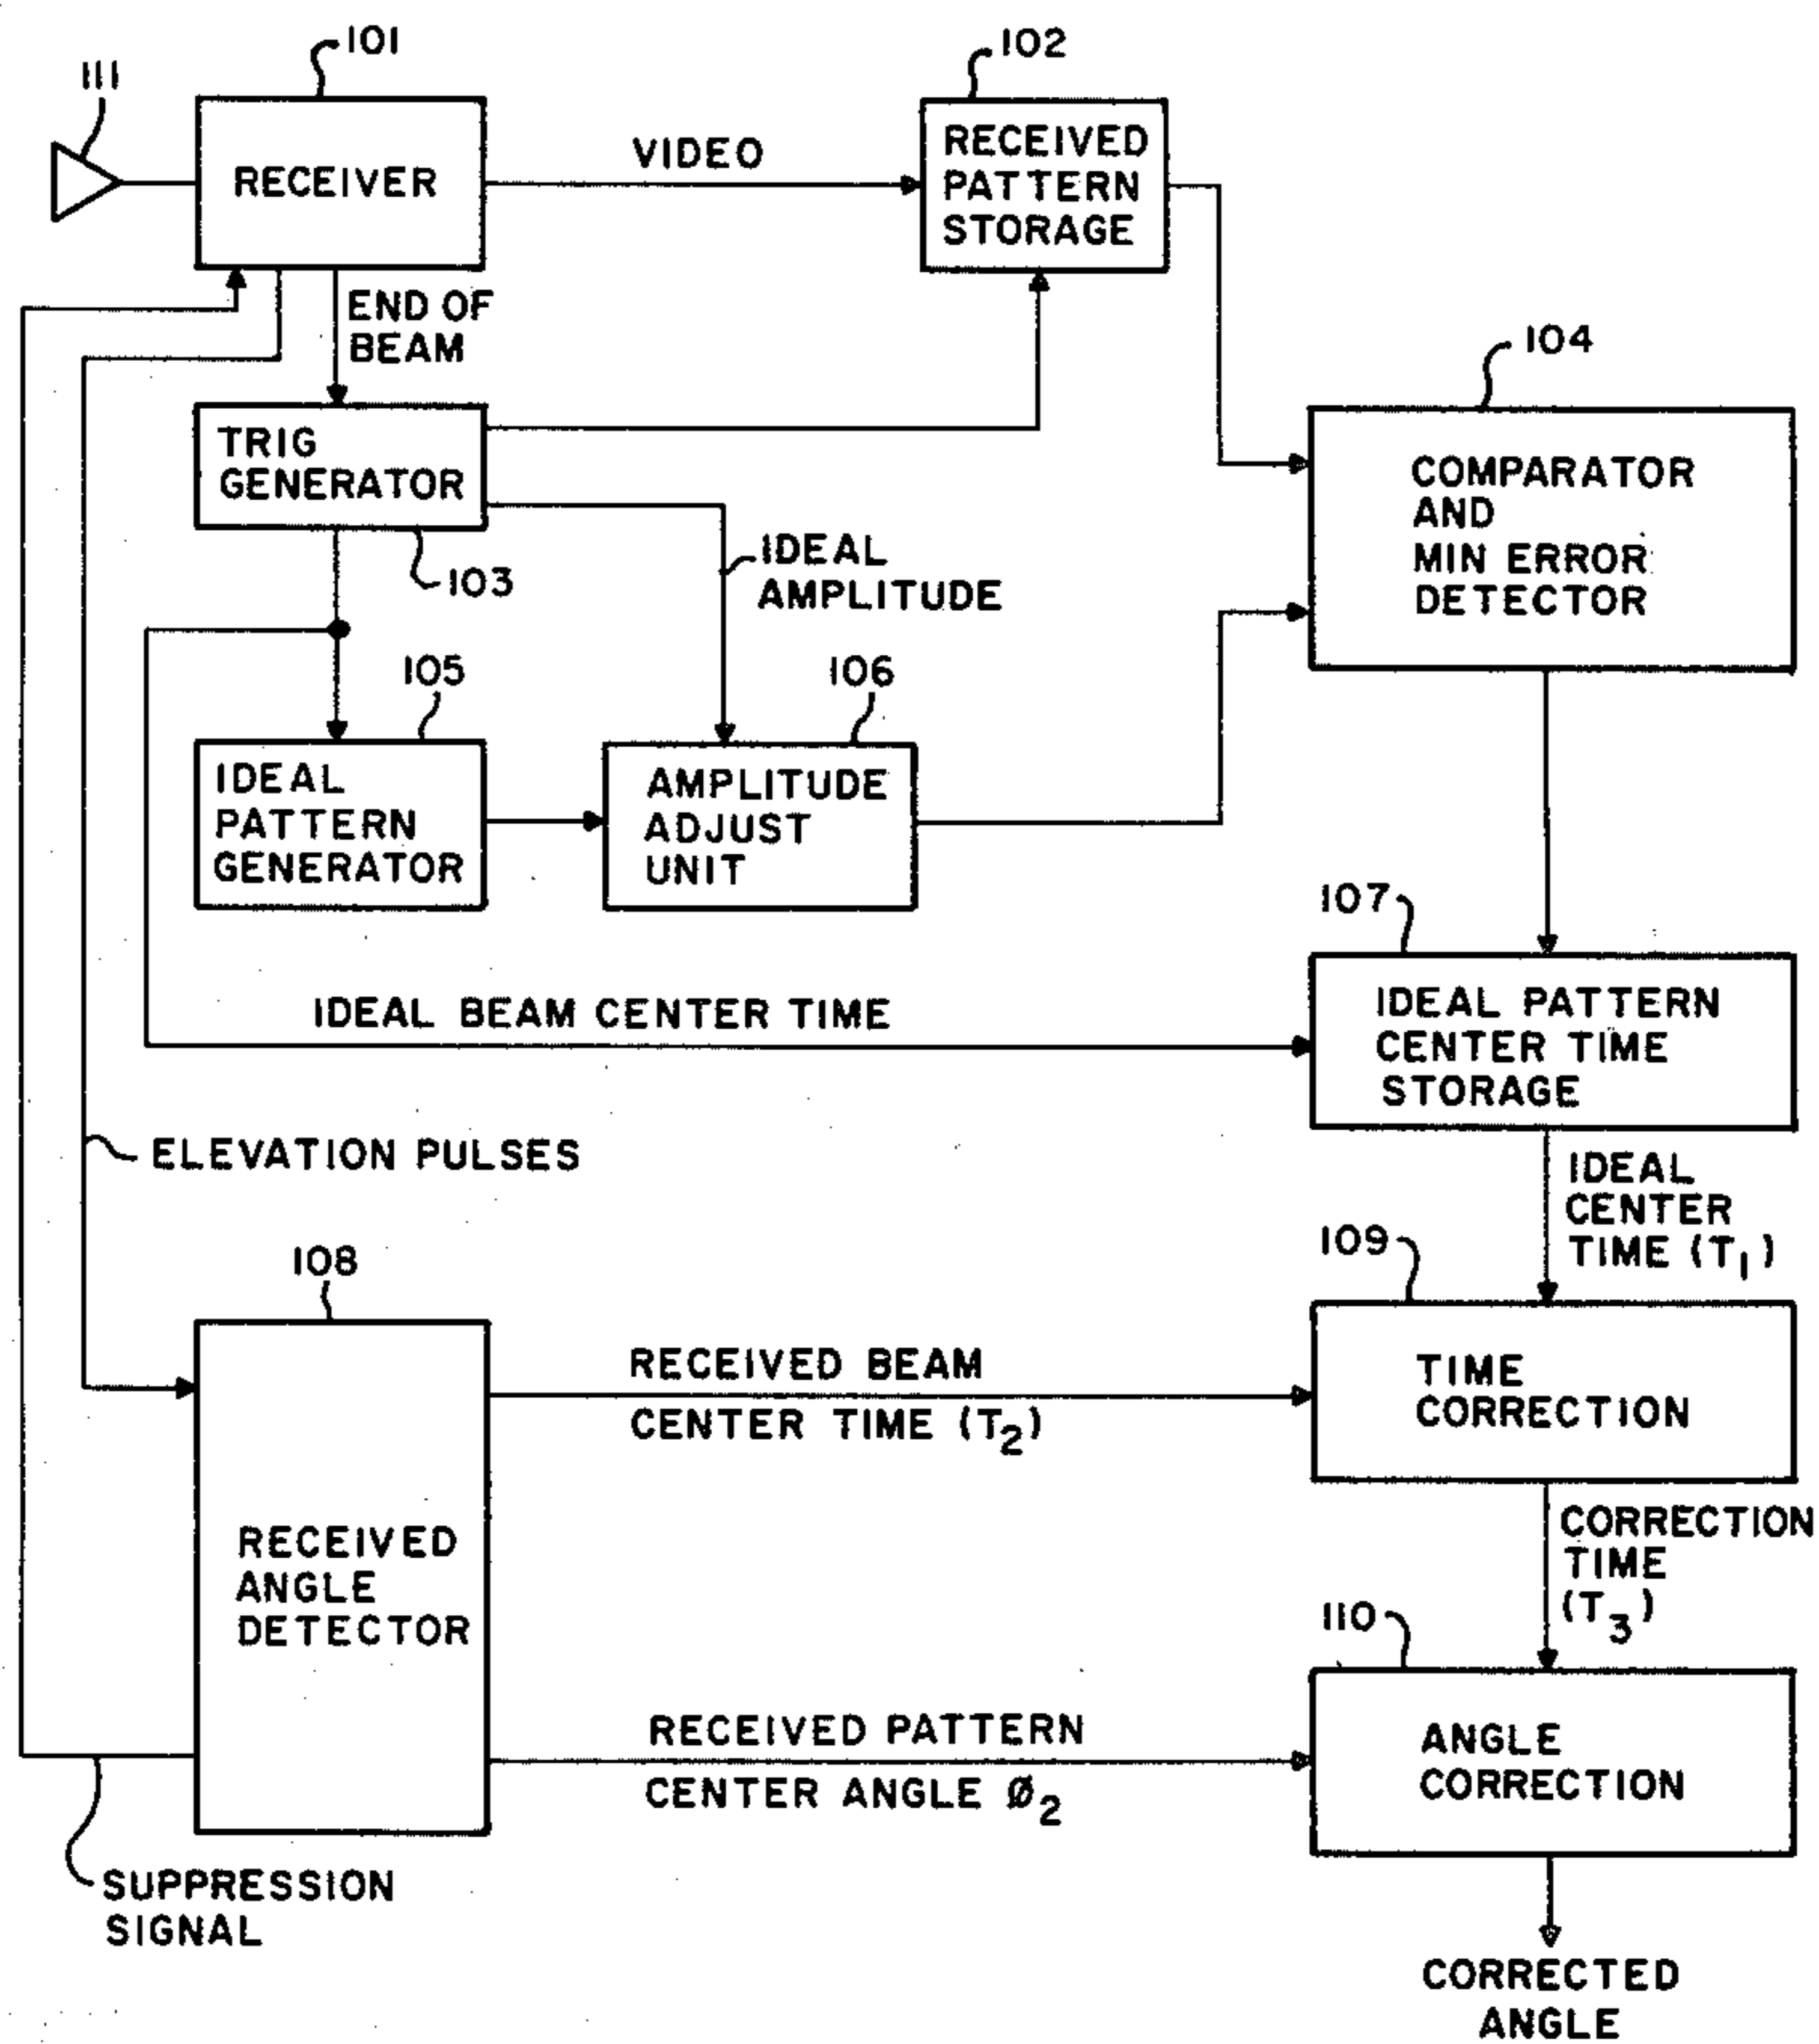 101
102
111
RECEIVER
VIDEO
RECEIVED
PATTERN
STORAGE
END OF
BEAM
104
TRIG
GENERATOR
103
IDEAL
AMPLITUDE
COMPARATOR
AND
MIN ERROR
DETECTOR
105
106
IDEAL
PATTERN
GENERATOR
AMPLITUDE
ADJUST
UNIT
107
IDEAL BEAM CENTER TIME
IDEAL PATTERN
CENTER TIME
STORAGE
ELEVATION PULSES
IDEAL
CENTER
TIME (T1)
108
109
RECEIVED BEAM
CENTER TIME (T2)
TIME
CORRECTION
RECEIVED
ANGLE
DETECTOR
CORRECTION
TIME
(T3)
110
RECEIVED PATTERN
CENTER ANGLE Ø2
ANGLE
CORRECTION
SUPPRESSION
SIGNAL
CORRECTED
ANGLE